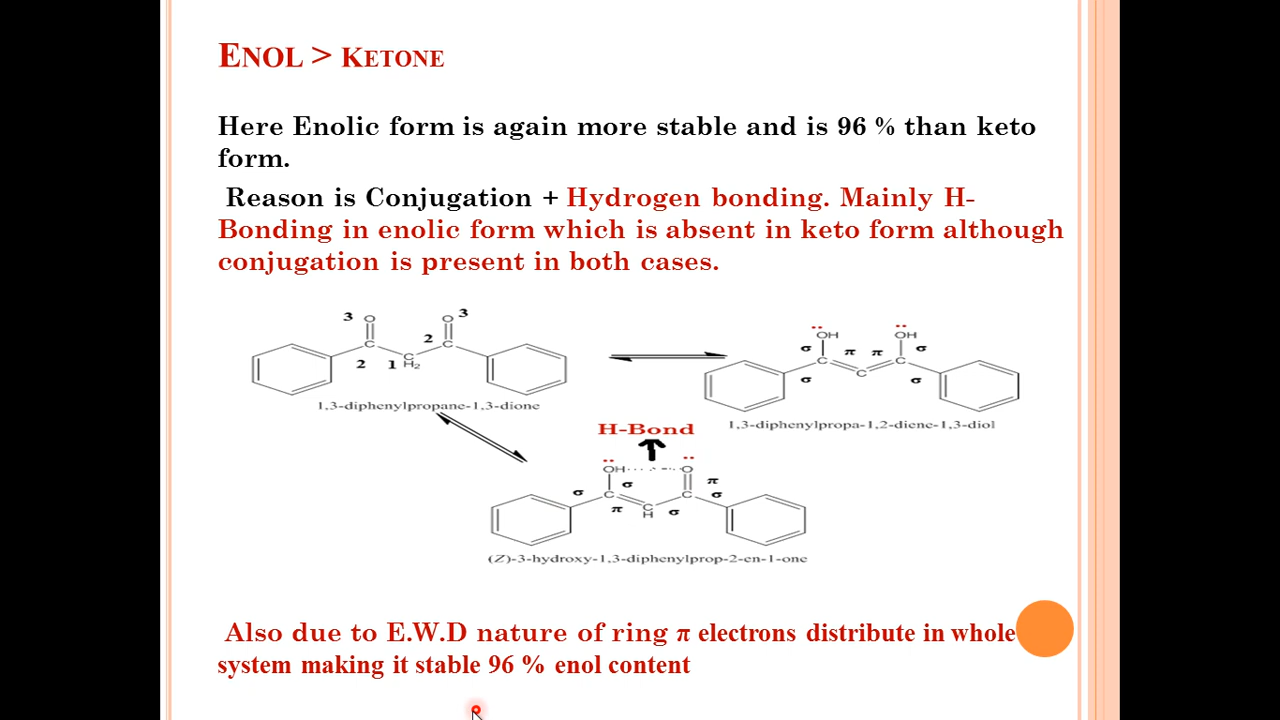 ENOL > KETONE
Here Enolic form is again more stable and is 96 % than keto
form.
Reason is Conjugation + Hydrogen bonding. Mainly H-
Bonding in enolic form which is absent in keto form although
conjugation is present in both cases.
3 O O 3
C 2 C
2 1 C
H₂
1,3-diphenylpropane-1,3-dione
OH OH
σ π π σ
C C C
σ σ
1,3-diphenylpropa-1,2-diene-1,3-diol
H-Bond
OH O
σ σ π σ
C C
π C H σ
(Z)-3-hydroxy-1,3-diphenylprop-2-en-1-one
Also due to E.W.D nature of ring π electrons distribute in whole
system making it stable 96 % enol content